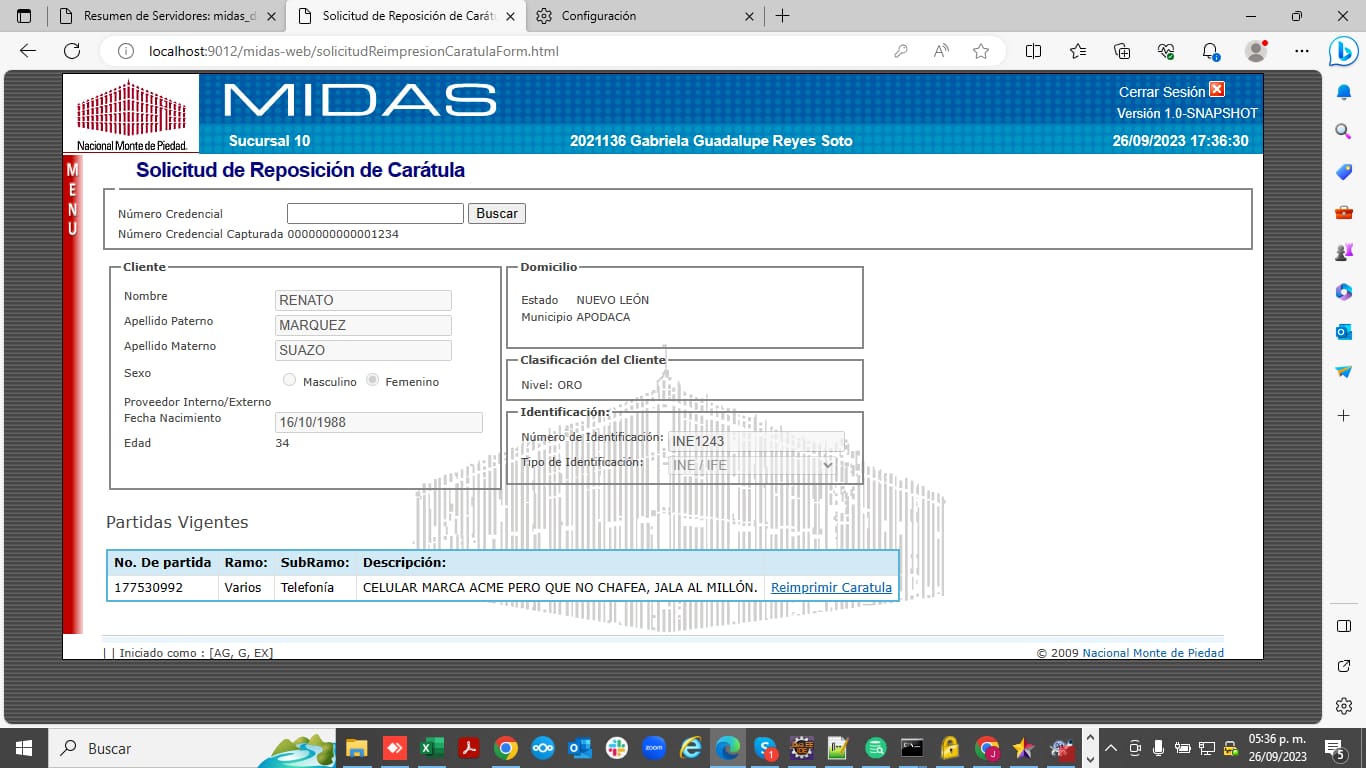 Resumen de Servidores: midas_d
Solicitud de Reposición de Carátu
Configuración
localhost:9012/midas-web/solicitudReimpresionCaratulaForm.html
Nacional Monte de Piedad.
MIDAS
Cerrar Sesión
Versión 1.0-SNAPSHOT
Sucursal 10 2021136 Gabriela Guadalupe Reyes Soto 26/09/2023 17:36:30
MENU
Solicitud de Reposición de Carátula
Número Credencial Buscar
Número Credencial Capturada 0000000000001234
Cliente
Nombre RENATO
Apellido Paterno MARQUEZ
Apellido Materno SUAZO
Sexo Masculino Femenino
Proveedor Interno/Externo
Fecha Nacimiento 16/10/1988
Edad 34
Domicilio
Estado NUEVO LEÓN
Municipio APODACA
Clasificación del Cliente
Nivel: ORO
Identificación:
Número de Identificación: INE1243
Tipo de Identificación: INE / IFE
Partidas Vigentes
No. De partida Ramo: SubRamo: Descripción:
177530992 Varios Telefonía CELULAR MARCA ACME PERO QUE NO CHAFEA, JALA AL MILLÓN. Reimprimir Caratula
| | Iniciado como : [AG, G, EX] © 2009 Nacional Monte de Piedad
Buscar
zoom
1
05:36 p. m.
26/09/2023
5